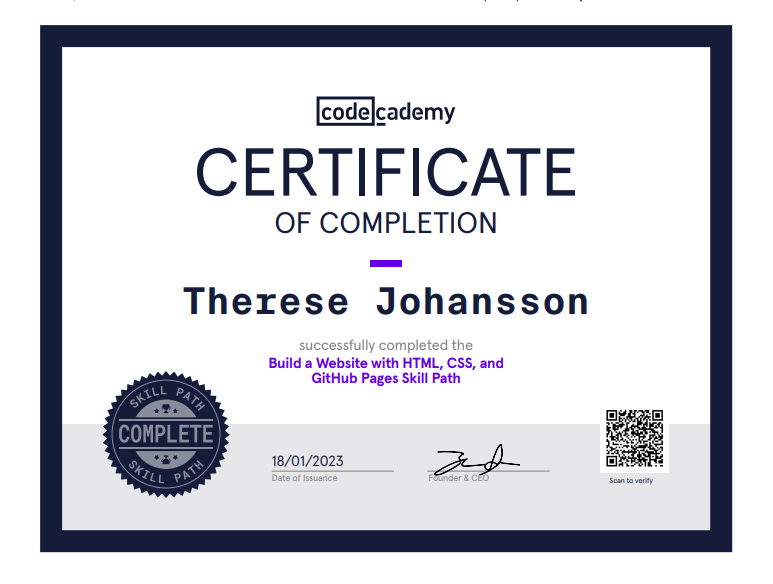 codecademy
CERTIFICATE
OF COMPLETION
Therese Johansson
successfully completed the
Build a Website with HTML, CSS, and
GitHub Pages Skill Path
SKILL PATH
COMPLETE
SKILL PATH
18/01/2023
Date of Issuance
Founder & CEO
Scan to verify